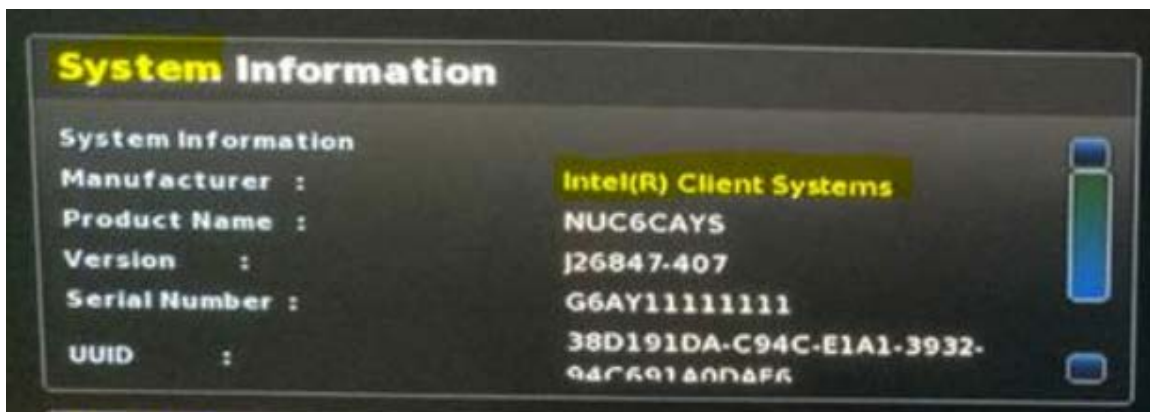 System Information
System Information
Manufacturer :
Intel(R) Client Systems
Product Name :
NUC6CAYS
Version :
J26847-407
Serial Number :
G6AY11111111
UUID :
38D191DA-C94C-E1A1-3932-
94C691A0DAF6